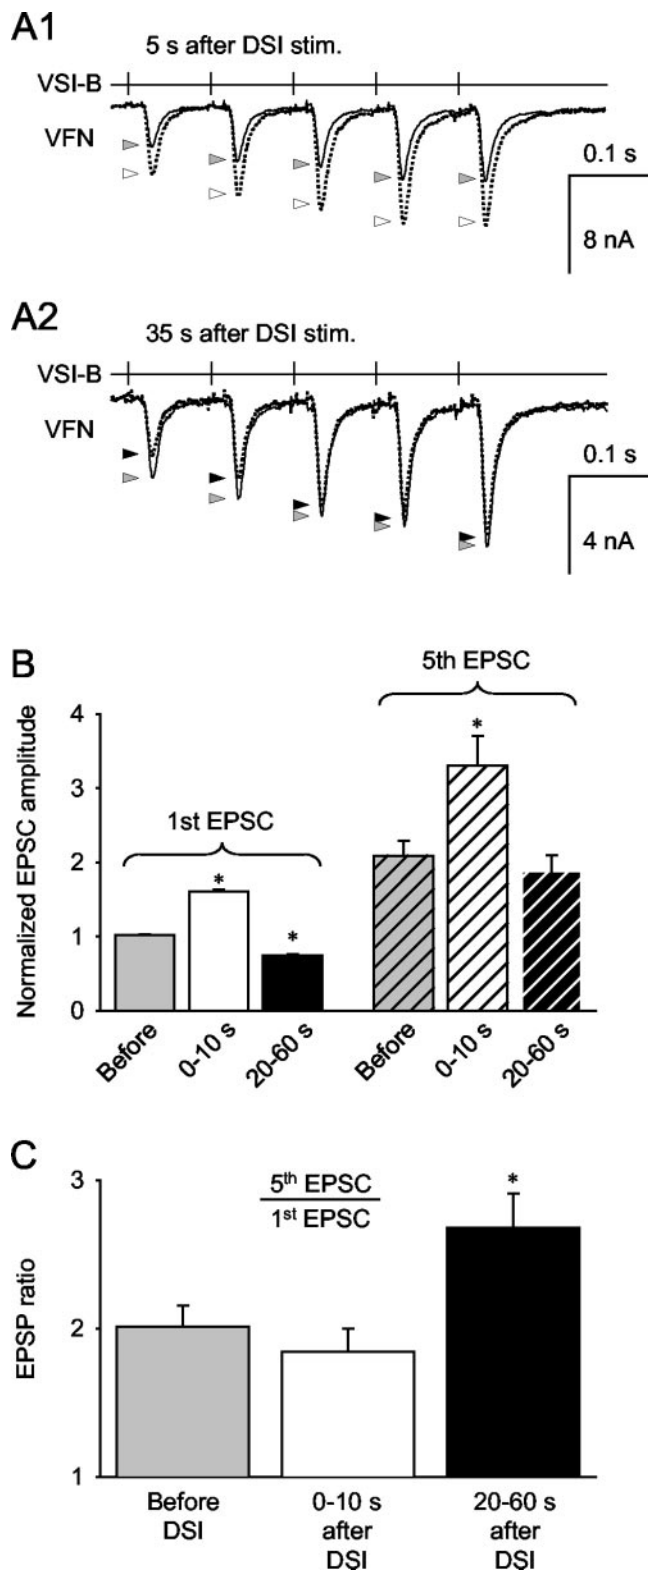 A1
5 s after DSI stim.
VSI-B
VFN
0.1 s
8 nA
A2
35 s after DSI stim.
VSI-B
VFN
0.1 s
4 nA
B
5th EPSC
1st EPSC
Normalized EPSC amplitude
4
3
2
1
0
*
*
*
Before
0-10 s
20-60 s
Before
0-10 s
20-60 s
C
5th EPSC
1st EPSC
*
EPSP ratio
3
2
1
Before
DSI
0-10 s
after
DSI
20-60 s
after
DSI